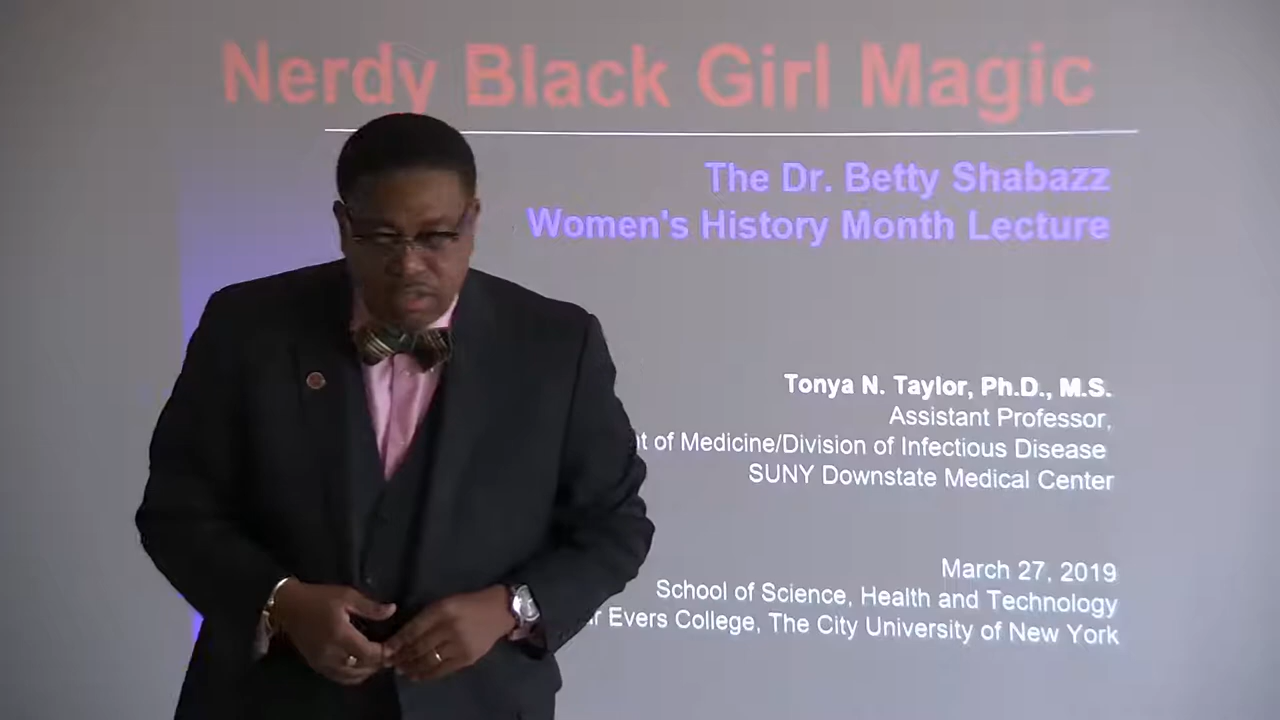 Nerdy Black Girl Magic
The Dr. Betty Shabazz
Women's History Month Lecture
Tonya N. Taylor, Ph.D., M.S.
Assistant Professor,
of Medicine/Division of Infectious Disease
SUNY Downstate Medical Center
March 27, 2019
School of Science, Health and Technology
Evers College, The City University of New York